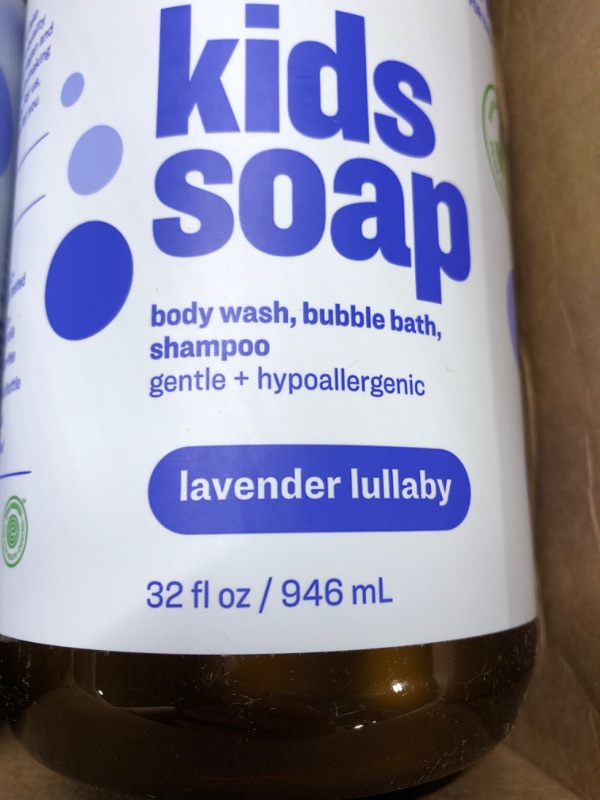 kids
soap
body wash, bubble bath,
shampoo
gentle + hypoallergenic
lavender lullaby
32 fl oz / 946 mL